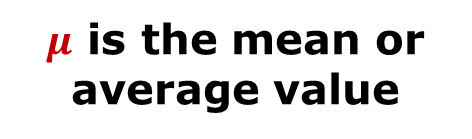 μ is the mean or
average value